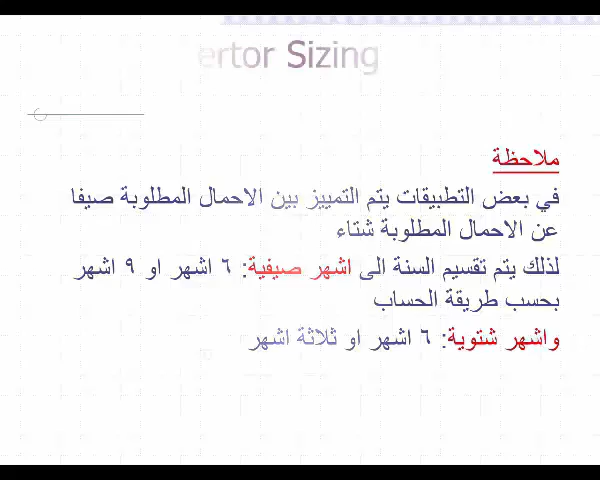 ertor Sizing
ملاحظة
في بعض التطبيقات يتم التمييز بين الاحمال المطلوبة صيفا
عن الاحمال المطلوبة شتاء
لذلك يتم تقسيم السنة الى اشهر صيفية: ٦ اشهر او ٩ اشهر
بحسب طريقة الحساب
واشهر شتوية: ٦ اشهر او ثلاثة اشهر